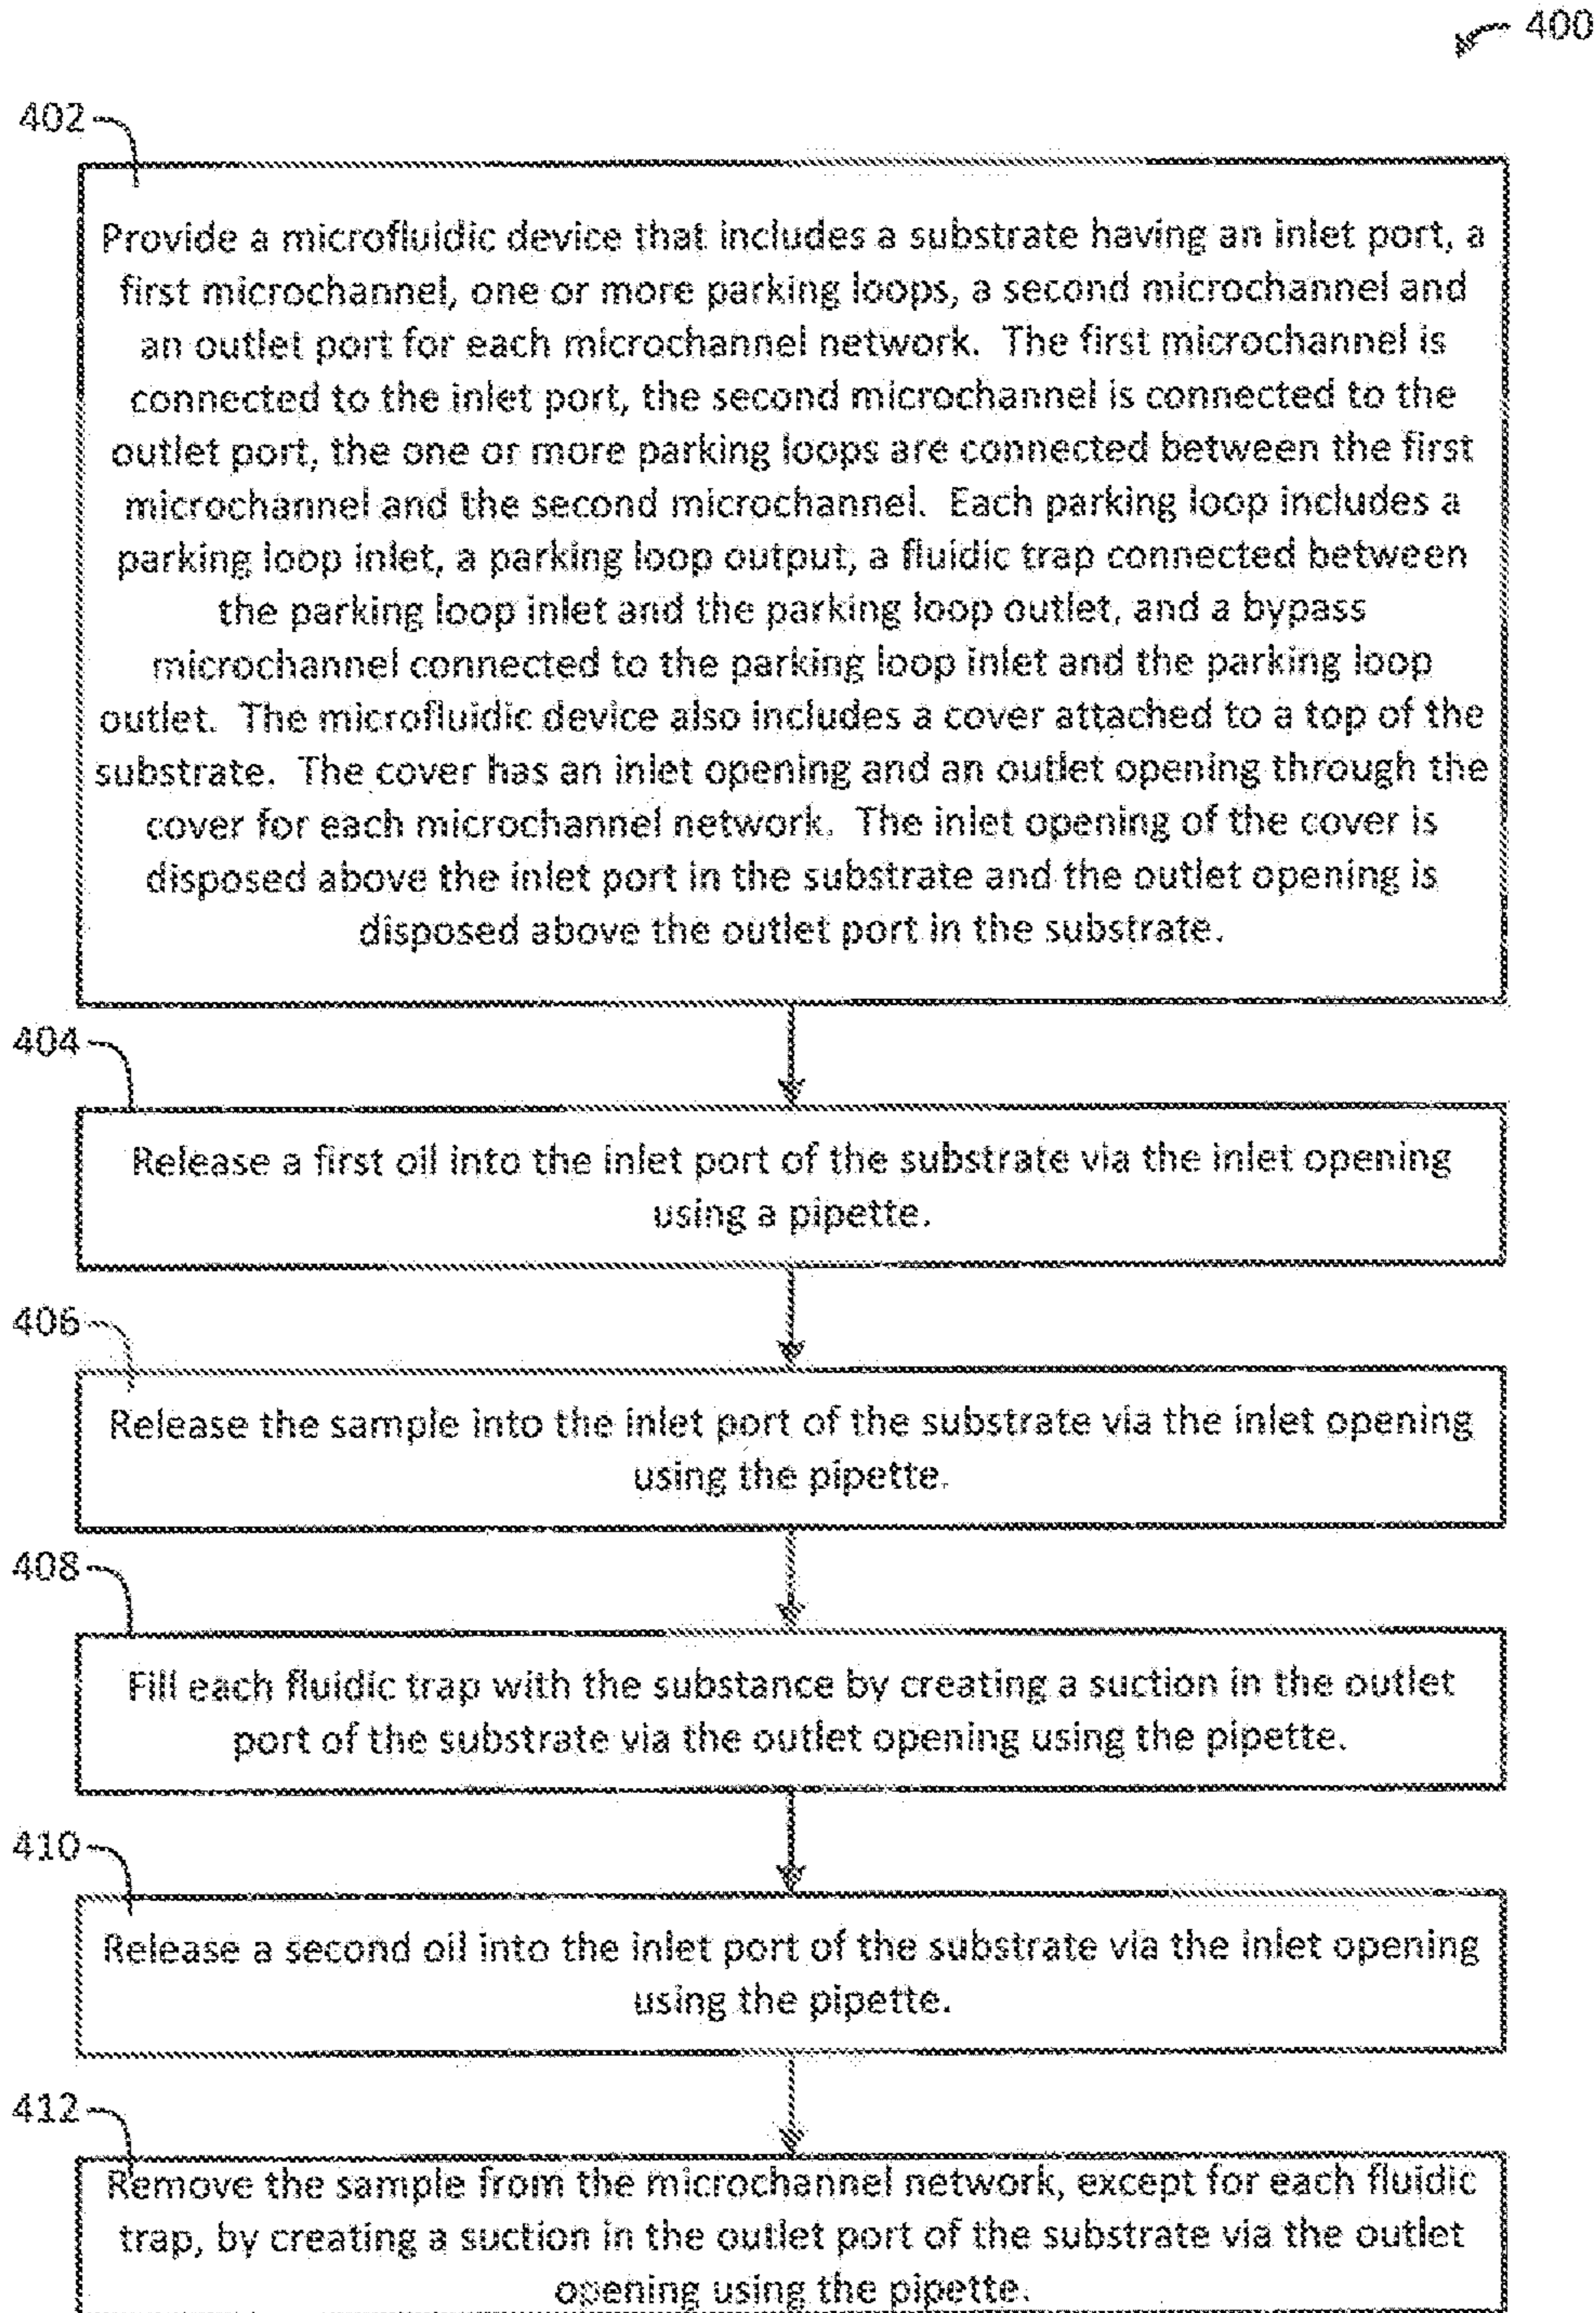 400
402
Provide a microfluidic device that includes a substrate having an inlet port, a
first microchannel, one or more parking loops, a second microchannel and
an outlet port for each microchannel network.  The first microchannel is
connected to the inlet port, the second microchannel is connected to the
outlet port, the one or more parking loops are connected between the first
microchannel and the second microchannel.  Each parking loop includes a
parking loop inlet, a parking loop output, a fluidic trap connected between
the parking loop inlet and the parking loop outlet, and a bypass
microchannel connected to the parking loop inlet and the parking loop
outlet.  The microfluidic device also includes a cover attached to a top of the
substrate.  The cover has an inlet opening and an outlet opening through the
cover for each microchannel network.  The inlet opening of the cover is
disposed above the inlet port in the substrate and the outlet opening is
disposed above the outlet port in the substrate.
404
Release a first oil into the inlet port of the substrate via the inlet opening
using a pipette.
406
Release the sample into the inlet port of the substrate via the inlet opening
using the pipette.
408
Fill each fluidic trap with the substance by creating a suction in the outlet
port of the substrate via the outlet opening using the pipette.
410
Release a second oil into the inlet port of the substrate via the inlet opening
using the pipette.
412
Remove the sample from the microchannel network, except for each fluidic
trap, by creating a suction in the outlet port of the substrate via the outlet
opening using the pipette.